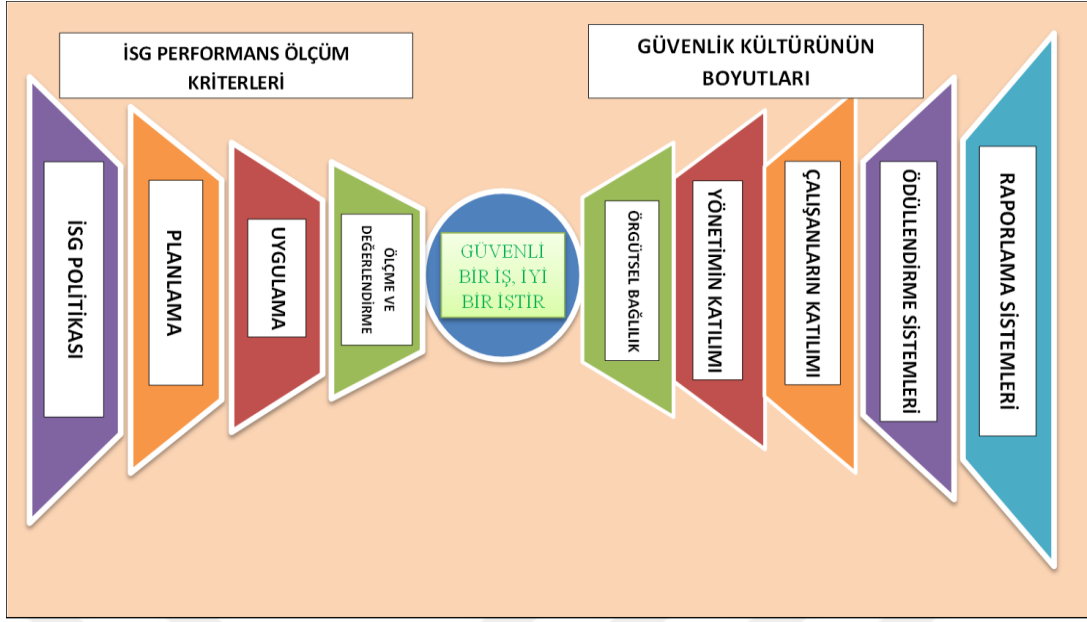 İSG PERFORMANS ÖLÇÜM
KRİTERLERİ
GÜVENLİK KÜLTÜRÜNÜN
BOYUTLARI
İSG POLİTİKASI
PLANLAMA
UYGULAMA
ÖLÇME VE
DEĞERLENDİRME
GÜVENLİ
BİR İŞ, İYİ
BİR İŞTİR
ÖRGÜTSEL BAĞLILIK
YÖNETİMİN KATILIMI
ÇALIŞANLARIN KATILIMI
ÖDÜLLENDİRME SİSTEMLERİ
RAPORLAMA SİSTEMLERİ